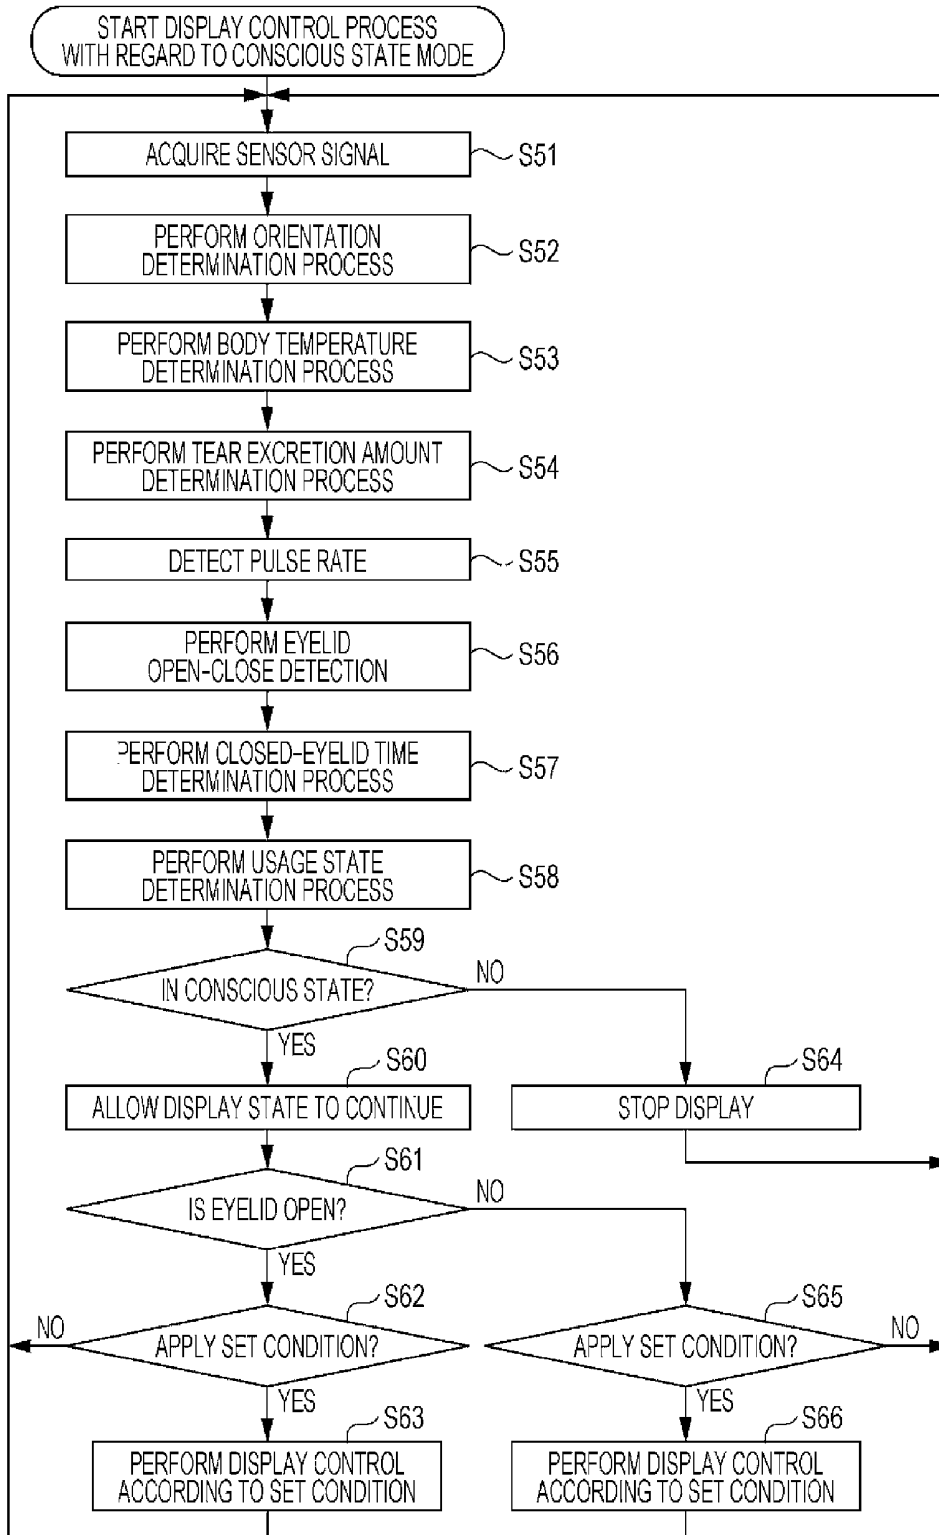 START DISPLAY CONTROL PROCESS
WITH REGARD TO CONSCIOUS STATE MODE
ACQUIRE SENSOR SIGNAL
S51
PERFORM ORIENTATION
DETERMINATION PROCESS
S52
PERFORM BODY TEMPERATURE
DETERMINATION PROCESS
S53
PERFORM TEAR EXCRETION AMOUNT
DETERMINATION PROCESS
S54
DETECT PULSE RATE
S55
PERFORM EYELID
OPEN-CLOSE DETECTION
S56
PERFORM CLOSED-EYELID TIME
DETERMINATION PROCESS
S57
PERFORM USAGE STATE
DETERMINATION PROCESS
S58
S59
IN CONSCIOUS STATE?
NO
YES
S60
ALLOW DISPLAY STATE TO CONTINUE
S64
STOP DISPLAY
S61
IS EYELID OPEN?
NO
YES
S62
APPLY SET CONDITION?
NO
YES
S65
APPLY SET CONDITION?
NO
YES
S63
PERFORM DISPLAY CONTROL
ACCORDING TO SET CONDITION
S66
PERFORM DISPLAY CONTROL
ACCORDING TO SET CONDITION